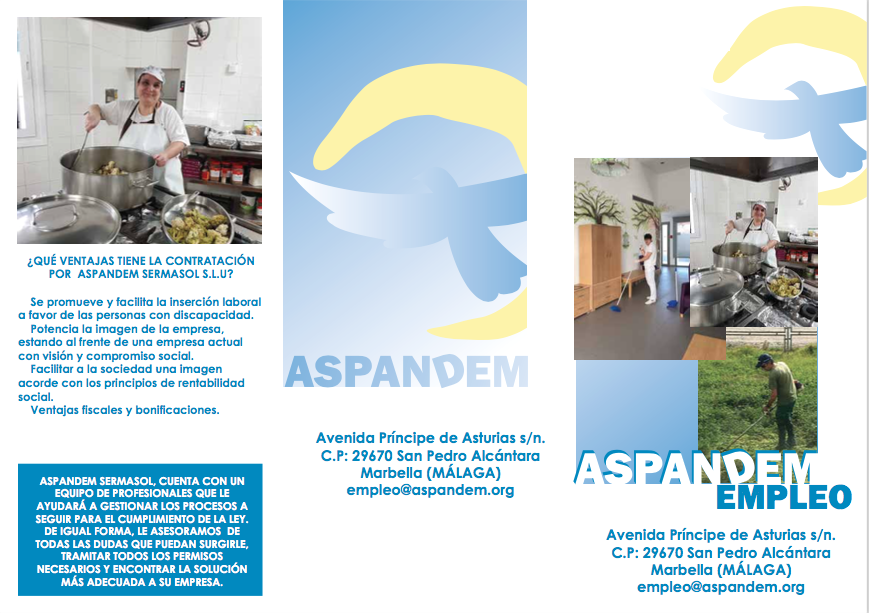 ¿QUÉ VENTAJAS TIENE LA CONTRATACIÓN
POR ASPANDEM SERMASOL S.L.U?
Se promueve y facilita la inserción laboral
a favor de las personas con discapacidad.
Potencia la imagen de la empresa,
estando al frente de una empresa actual
con visión y compromiso social.
Facilitar a la sociedad una imagen
acorde con los principios de rentabilidad
social.
Ventajas fiscales y bonificaciones.
ASPANDEM SERMASOL, CUENTA CON UN
EQUIPO DE PROFESIONALES QUE LE
AYUDARÁ A GESTIONAR LOS PROCESOS A
SEGUIR PARA EL CUMPLIMIENTO DE LA LEY.
DE IGUAL FORMA, LE ASESORAMOS DE
TODAS LAS DUDAS QUE PUEDAN SURGIRLE,
TRAMITAR TODOS LOS PERMISOS
NECESARIOS Y ENCONTRAR LA SOLUCIÓN
MÁS ADECUADA A SU EMPRESA.
ASPANDEM
Avenida Príncipe de Asturias s/n.
C.P: 29670 San Pedro Alcántara
Marbella (MÁLAGA)
empleo@aspandem.org
ASPANDEM
EMPLEO
Avenida Príncipe de Asturias s/n.
C.P: 29670 San Pedro Alcántara
Marbella (MÁLAGA)
empleo@aspandem.org